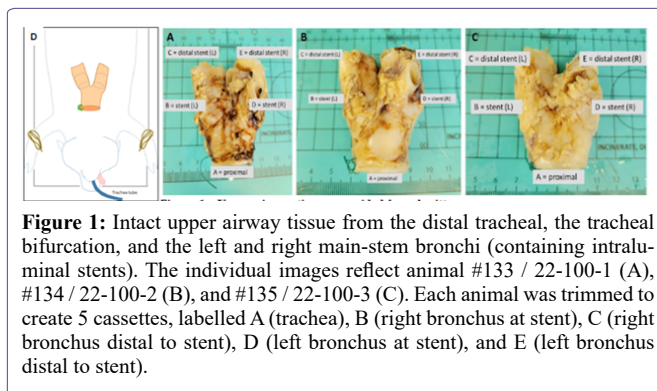 D
Trachea tube
A
C = distal stent (L)
E = distal stent (R)
B = stent (L)
D = stent (R)
A = proximal
B
C = distal stent (L)
E = distal stent (R)
B = stent (L)
D = stent (R)
A = proximal
C
C = distal stent (L)
E = distal stent (R)
B = stent (L)
D = stent (R)
A = proximal
INCINERATE, D
Figure 1: Intact upper airway tissue from the distal tracheal, the tracheal
bifurcation, and the left and right main-stem bronchi (containing intralu-
minal stents). The individual images reflect animal #133 / 22-100-1 (A),
#134 / 22-100-2 (B), and #135 / 22-100-3 (C). Each animal was trimmed to
create 5 cassettes, labelled A (trachea), B (right bronchus at stent), C (right
bronchus distal to stent), D (left bronchus at stent), and E (left bronchus
distal to stent).